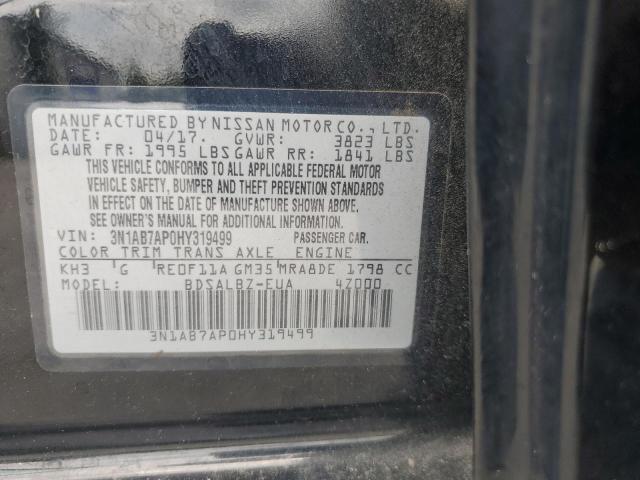 MANUFACTURED BY NISSAN MOTOR CO., LTD.
DATE: 04/17. GVWR: 3823 LBS
GAWR FR: 1995 LBS GAWR RR: 1841 LBS
THIS VEHICLE CONFORMS TO ALL APPLICABLE FEDERAL MOTOR
VEHICLE SAFETY, BUMPER AND THEFT PREVENTION STANDARDS
IN EFFECT ON THE DATE OF MANUFACTURE SHOWN ABOVE.
SEE OWNER'S MANUAL FOR ADDITIONAL INFORMATION.
VIN: 3N1AB7AP0HY319499 PASSENGER CAR.
COLOR TRIM TRANS AXLE ENGINE
KH3 G RE0F11A GM35 MRA8DE 1798 CC
MODEL: BDSALBZ-EUA 4Z000
3N1AB7AP0HY319499